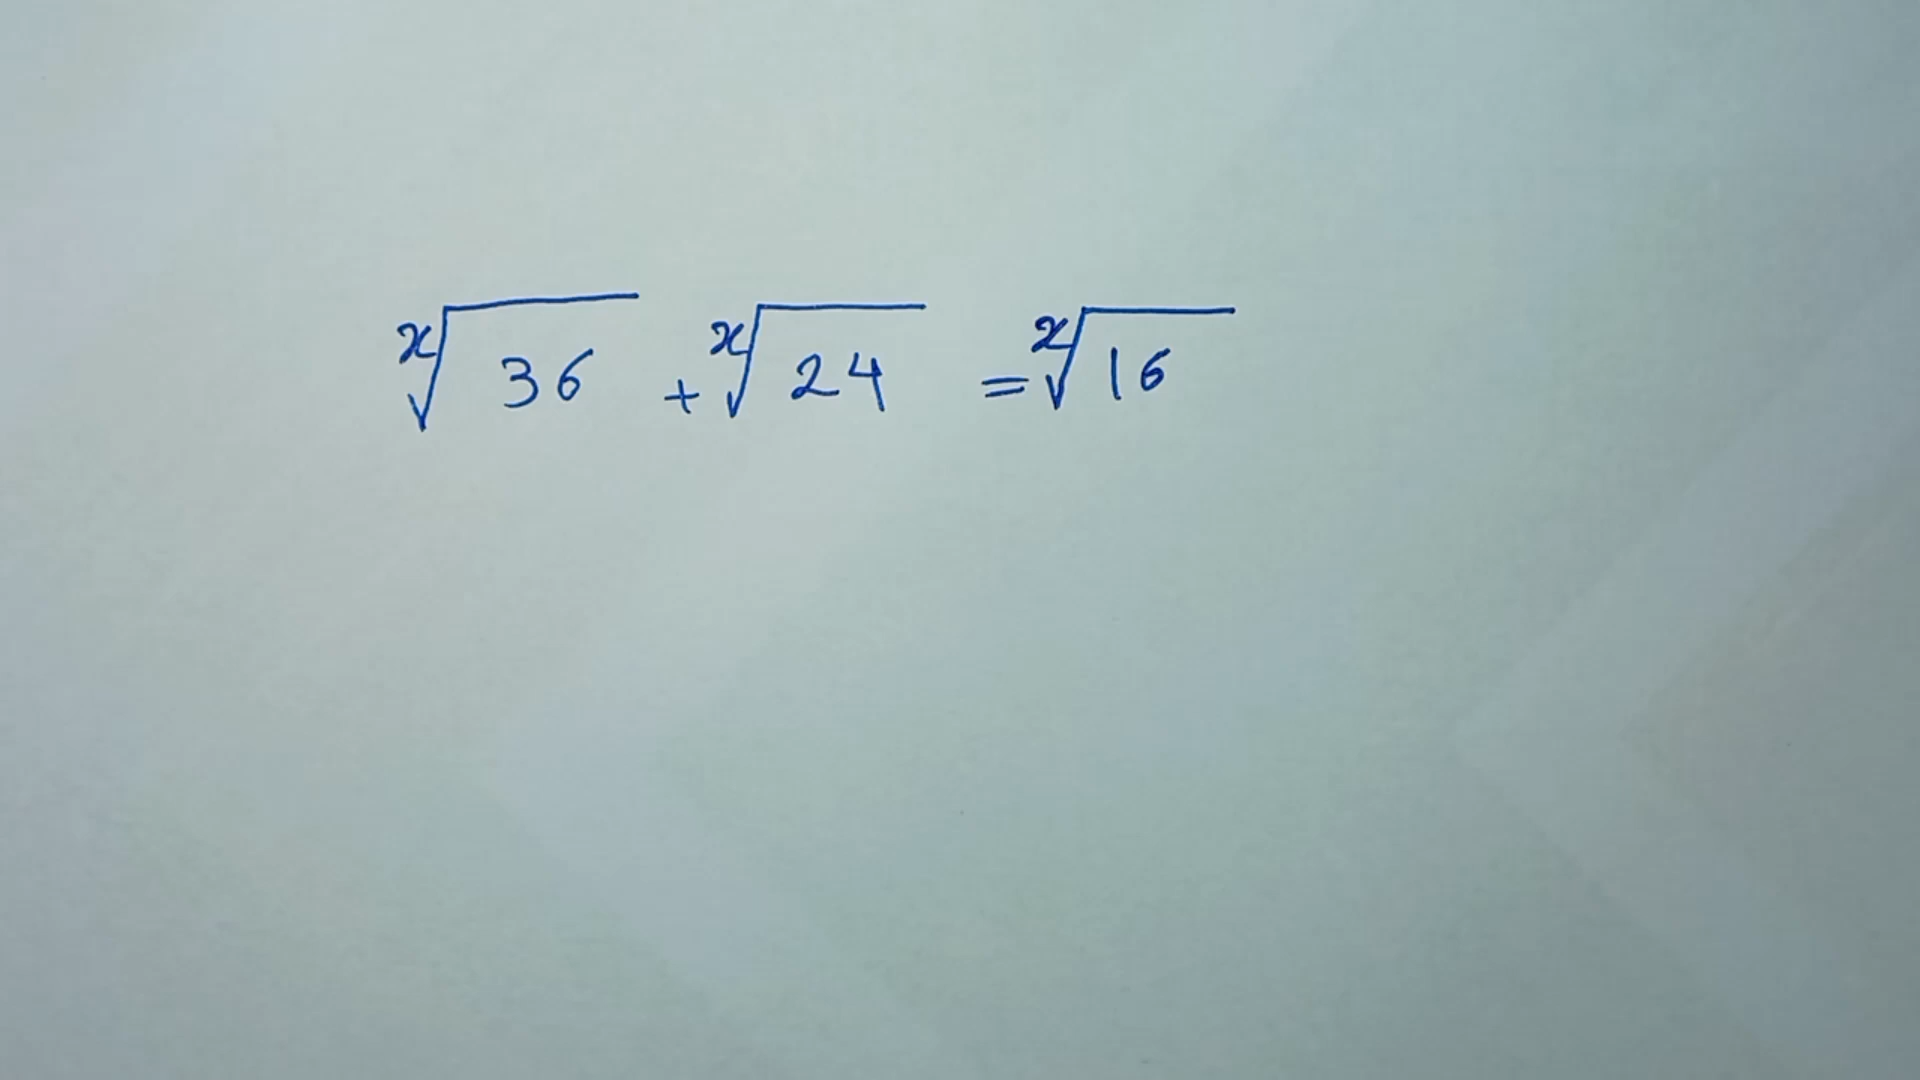 ˣ√36 + ˣ√24 = ˣ√16